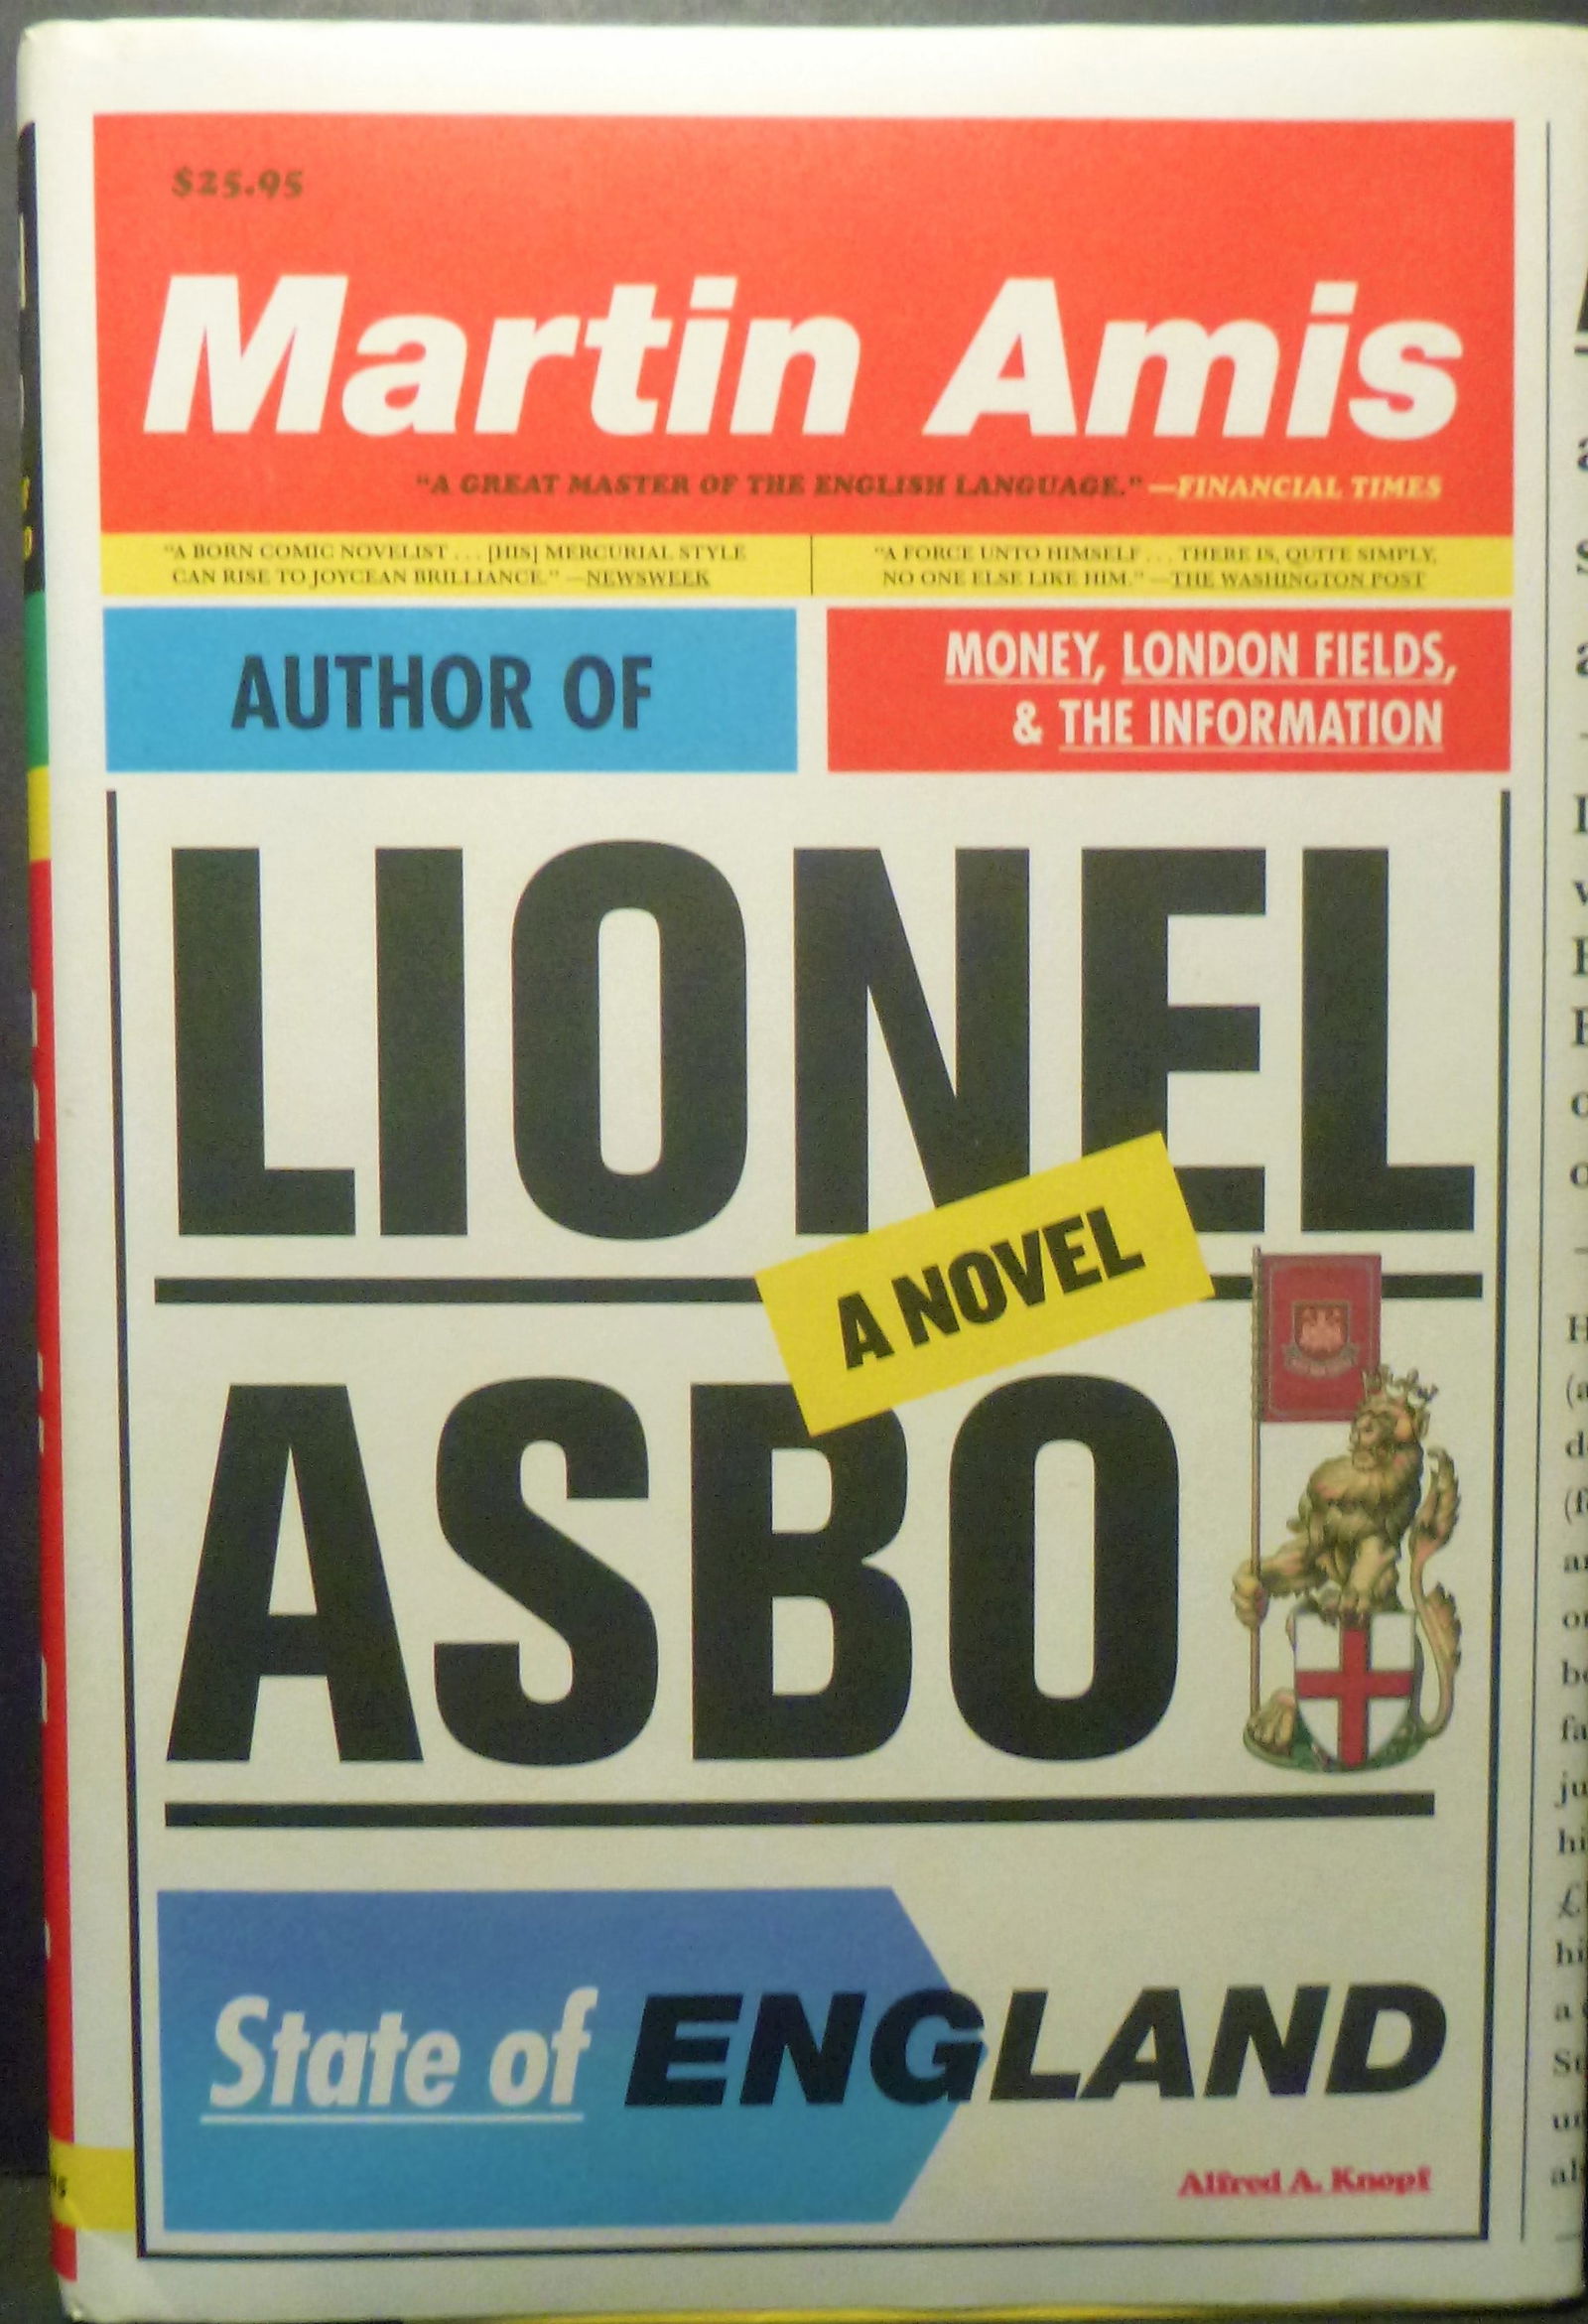 $25.95
Martin Amis
"A GREAT MASTER OF THE ENGLISH LANGUAGE." —FINANCIAL TIMES
"A BORN COMIC NOVELIST . . . [HIS] MERCURIAL STYLE
CAN RISE TO JOYCEAN BRILLIANCE." —NEWSWEEK
"A FORCE UNTO HIMSELF . . . THERE IS, QUITE SIMPLY,
NO ONE ELSE LIKE HIM." —THE WASHINGTON POST
AUTHOR OF
MONEY, LONDON FIELDS,
& THE INFORMATION
LIONEL
A NOVEL
ASBO
State of ENGLAND
Alfred A. Knopf